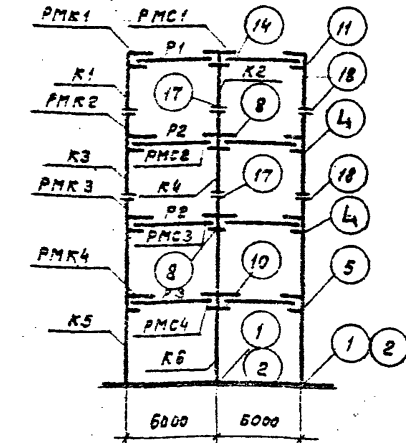 РМК1 РМС1 14 11
Р1
К1 17 К2 18
РМК2 8
Р2
К3 РМС2 4
К4 17 18
РМК3
Р2
РМС3 4
РМК4 8 10 5
Р3
РМС4
К5 1 1 2
К6 2
6000 6000